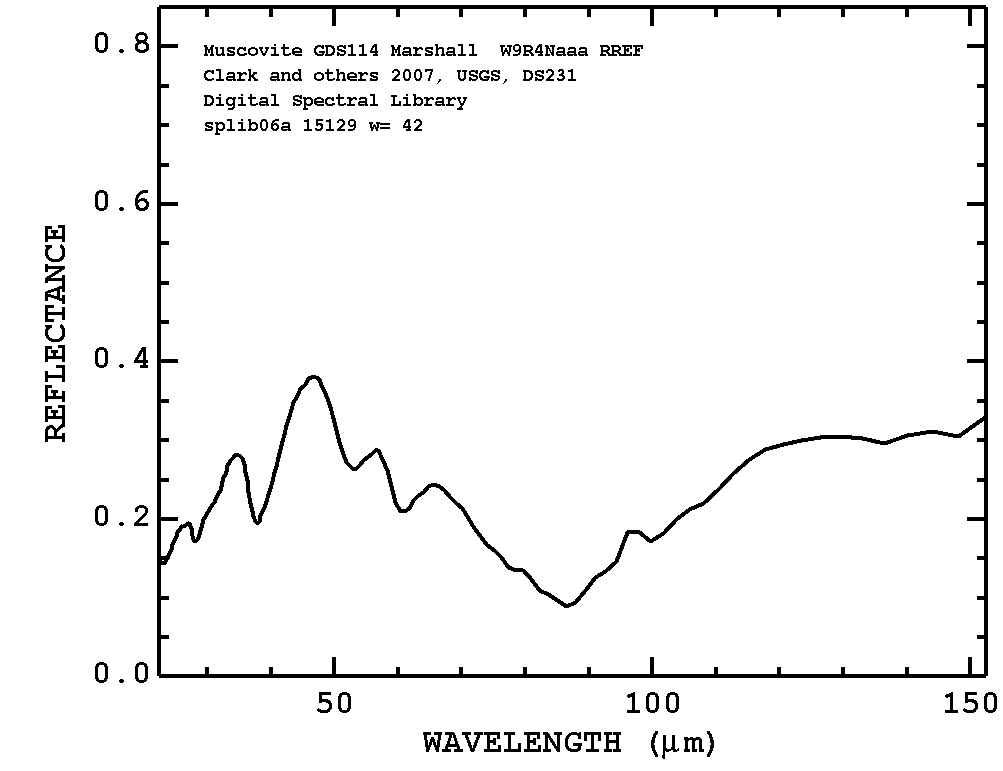 Muscovite GDS114 Marshall  W9R4Naaa RREF
Clark and others 2007, USGS, DS231
Digital Spectral Library
splib06a 15129 w= 42
0.8
0.6
0.4
0.2
0.0
REFLECTANCE
50 100 150
WAVELENGTH (μm)